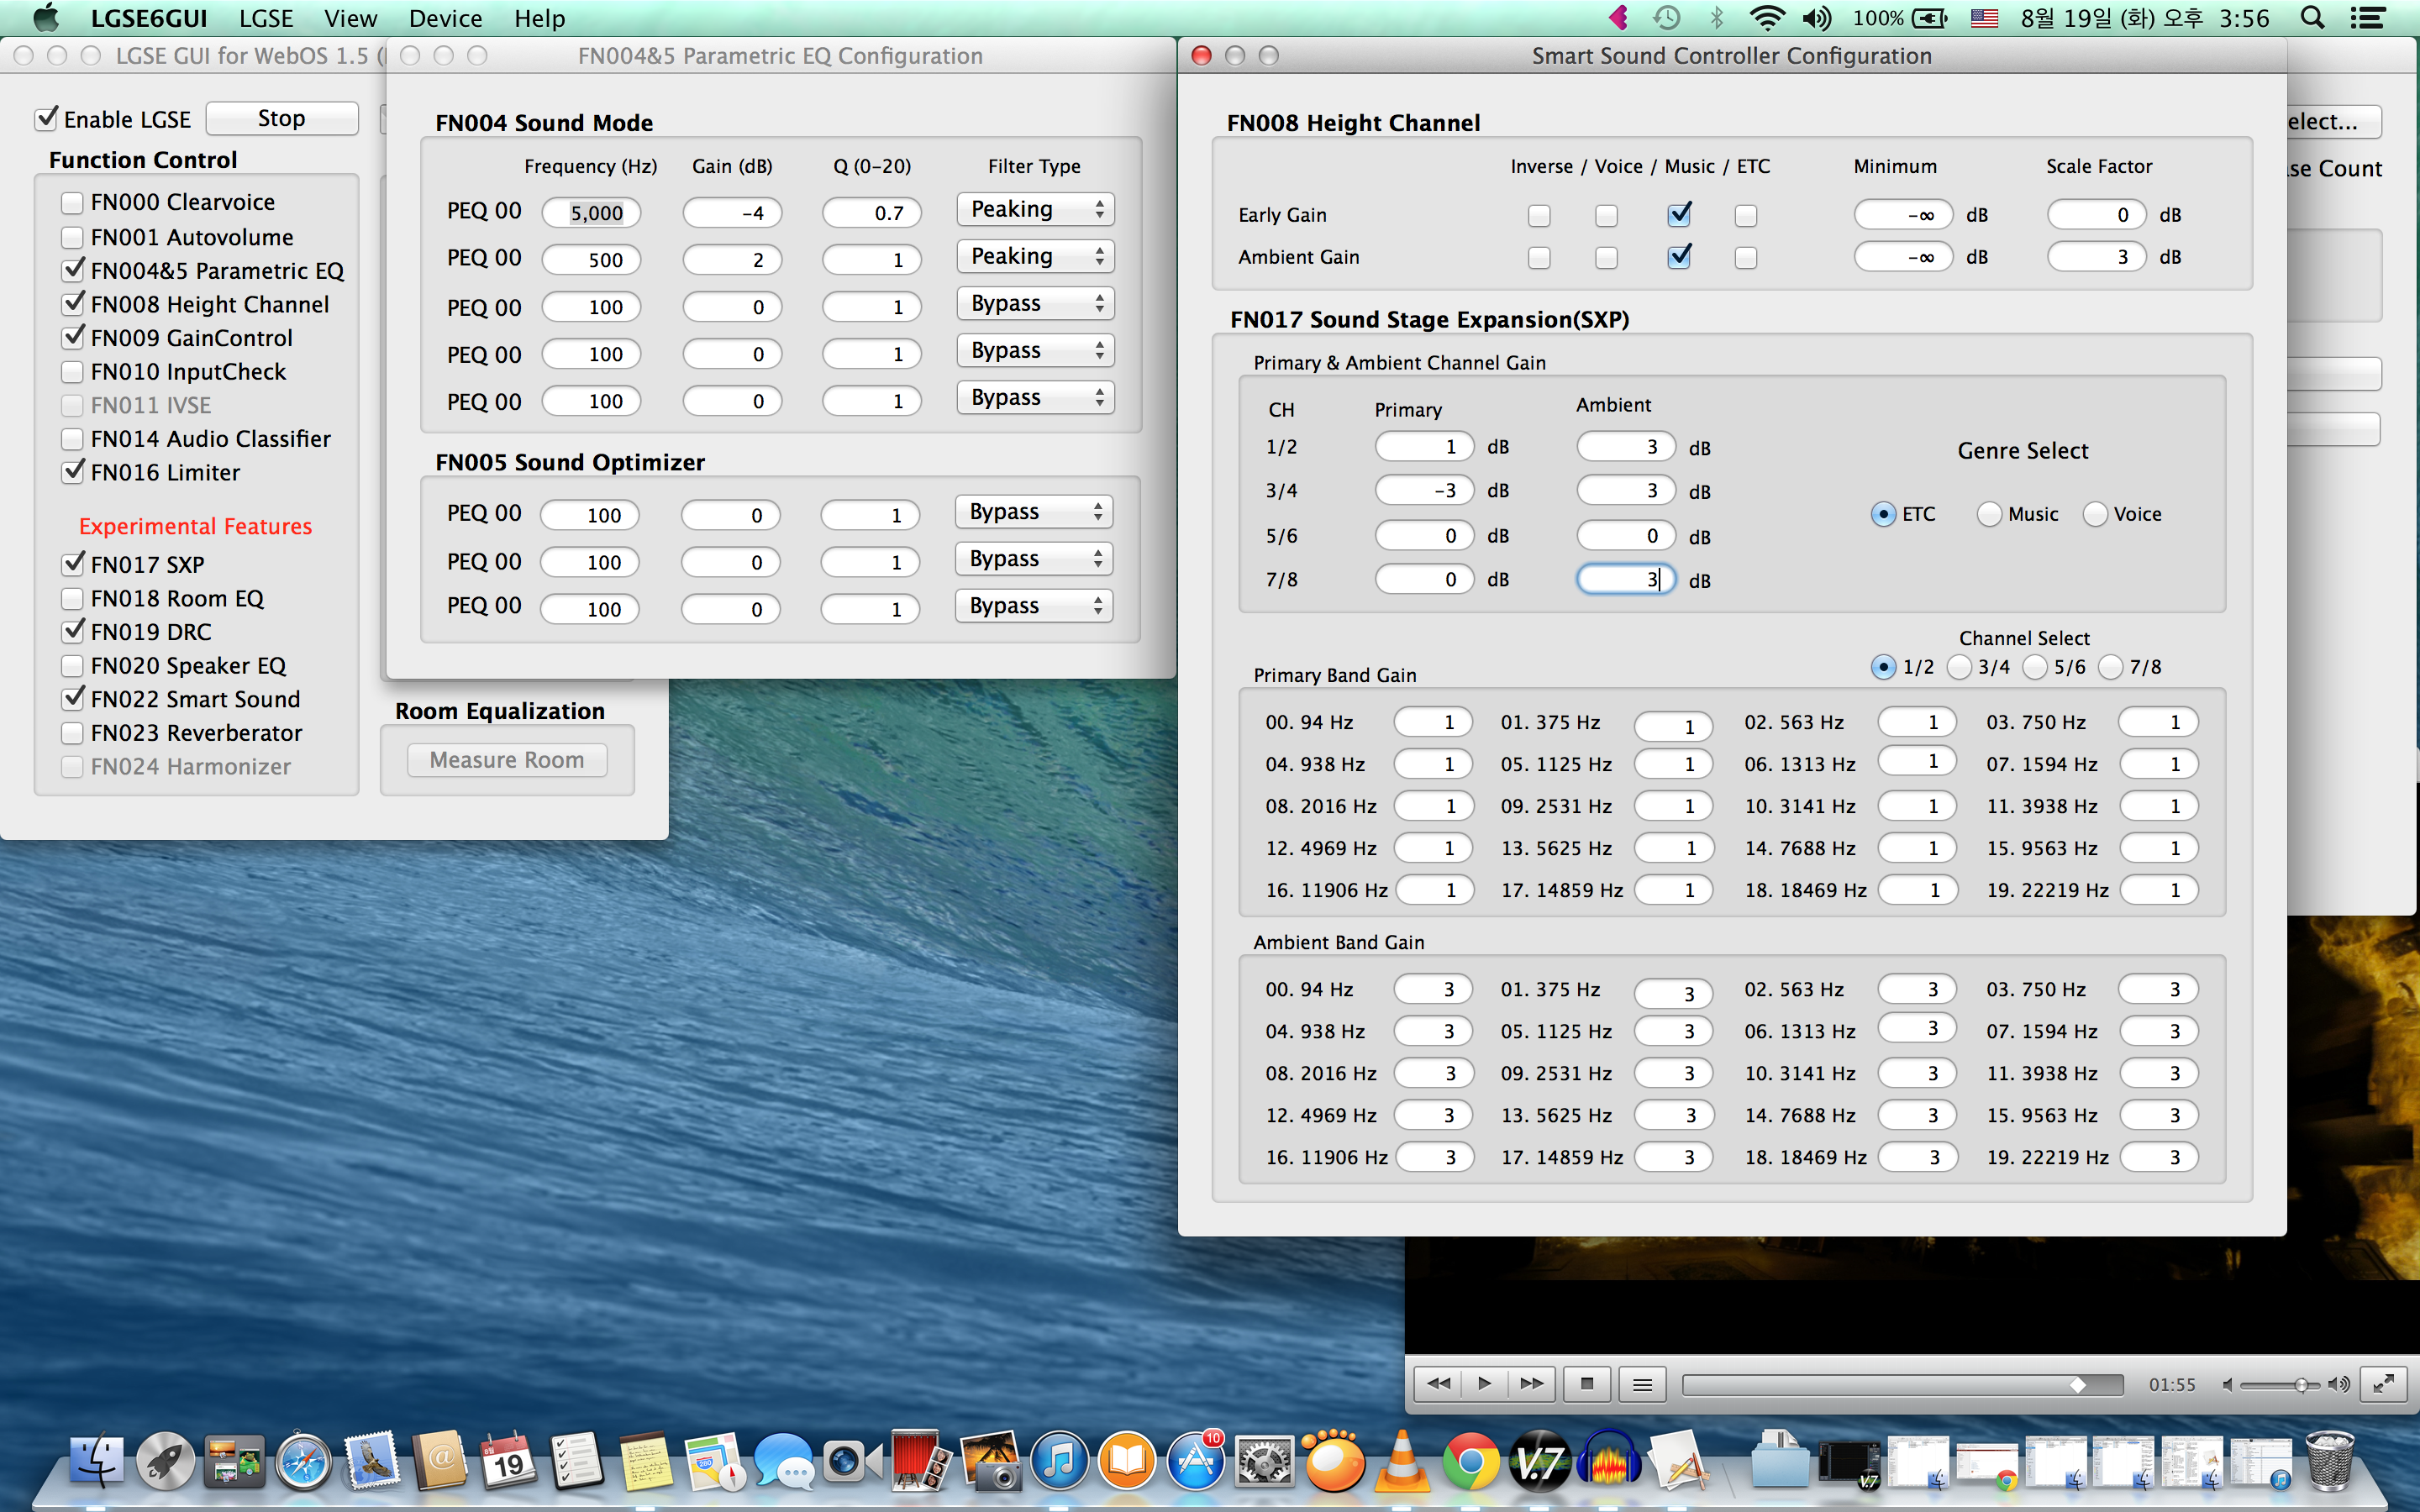 LGSE6GUI LGSE View Device Help 100% 8월 19일 (화) 오후 3:56
LGSE GUI for WebOS 1.5 (
Enable LGSE Stop
Function Control
FN000 Clearvoice
FN001 Autovolume
FN004&5 Parametric EQ
FN008 Height Channel
FN009 GainControl
FN010 InputCheck
FN011 IVSE
FN014 Audio Classifier
FN016 Limiter
Experimental Features
FN017 SXP
FN018 Room EQ
FN019 DRC
FN020 Speaker EQ
FN022 Smart Sound
FN023 Reverberator
FN024 Harmonizer
Room Equalization
Measure Room
FN004&5 Parametric EQ Configuration
FN004 Sound Mode
Frequency (Hz) Gain (dB) Q (0-20) Filter Type
PEQ 00 5,000 -4 0.7 Peaking
PEQ 00 500 2 1 Peaking
PEQ 00 100 0 1 Bypass
PEQ 00 100 0 1 Bypass
PEQ 00 100 0 1 Bypass
FN005 Sound Optimizer
PEQ 00 100 0 1 Bypass
PEQ 00 100 0 1 Bypass
PEQ 00 100 0 1 Bypass
Smart Sound Controller Configuration
FN008 Height Channel
Inverse / Voice / Music / ETC Minimum Scale Factor
Early Gain -∞ dB 0 dB
Ambient Gain -∞ dB 3 dB
FN017 Sound Stage Expansion(SXP)
Primary & Ambient Channel Gain
CH Primary Ambient
1/2 1 dB 3 dB
Genre Select
3/4 -3 dB 3 dB
ETC Music Voice
5/6 0 dB 0 dB
7/8 0 dB 3 dB
Channel Select
1/2 3/4 5/6 7/8
Primary Band Gain
00. 94 Hz 1 01. 375 Hz 1 02. 563 Hz 1 03. 750 Hz 1
04. 938 Hz 1 05. 1125 Hz 1 06. 1313 Hz 1 07. 1594 Hz 1
08. 2016 Hz 1 09. 2531 Hz 1 10. 3141 Hz 1 11. 3938 Hz 1
12. 4969 Hz 1 13. 5625 Hz 1 14. 7688 Hz 1 15. 9563 Hz 1
16. 11906 Hz 1 17. 14859 Hz 1 18. 18469 Hz 1 19. 22219 Hz 1
Ambient Band Gain
00. 94 Hz 3 01. 375 Hz 3 02. 563 Hz 3 03. 750 Hz 3
04. 938 Hz 3 05. 1125 Hz 3 06. 1313 Hz 3 07. 1594 Hz 3
08. 2016 Hz 3 09. 2531 Hz 3 10. 3141 Hz 3 11. 3938 Hz 3
12. 4969 Hz 3 13. 5625 Hz 3 14. 7688 Hz 3 15. 9563 Hz 3
16. 11906 Hz 3 17. 14859 Hz 3 18. 18469 Hz 3 19. 22219 Hz 3
elect...
se Count
01:55
19
280
10
V.7